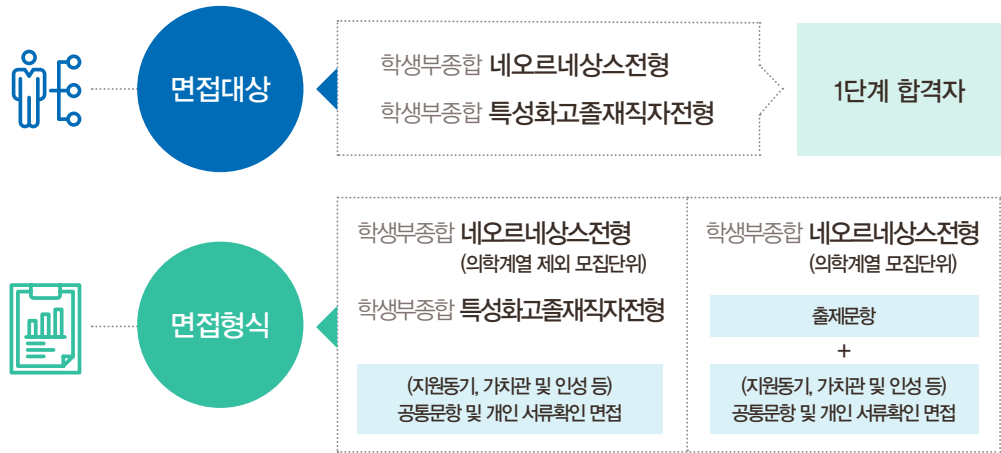 면접대상
학생부종합 네오르네상스전형
학생부종합 특성화고졸재직자전형
1단계 합격자
면접형식
학생부종합 네오르네상스전형
(의학계열 제외 모집단위)
학생부종합 특성화고졸재직자전형
(지원동기, 가치관 및 인성 등)
공통문항 및 개인 서류확인 면접
학생부종합 네오르네상스전형
(의학계열 모집단위)
출제문항
+
(지원동기, 가치관 및 인성 등)
공통문항 및 개인 서류확인 면접